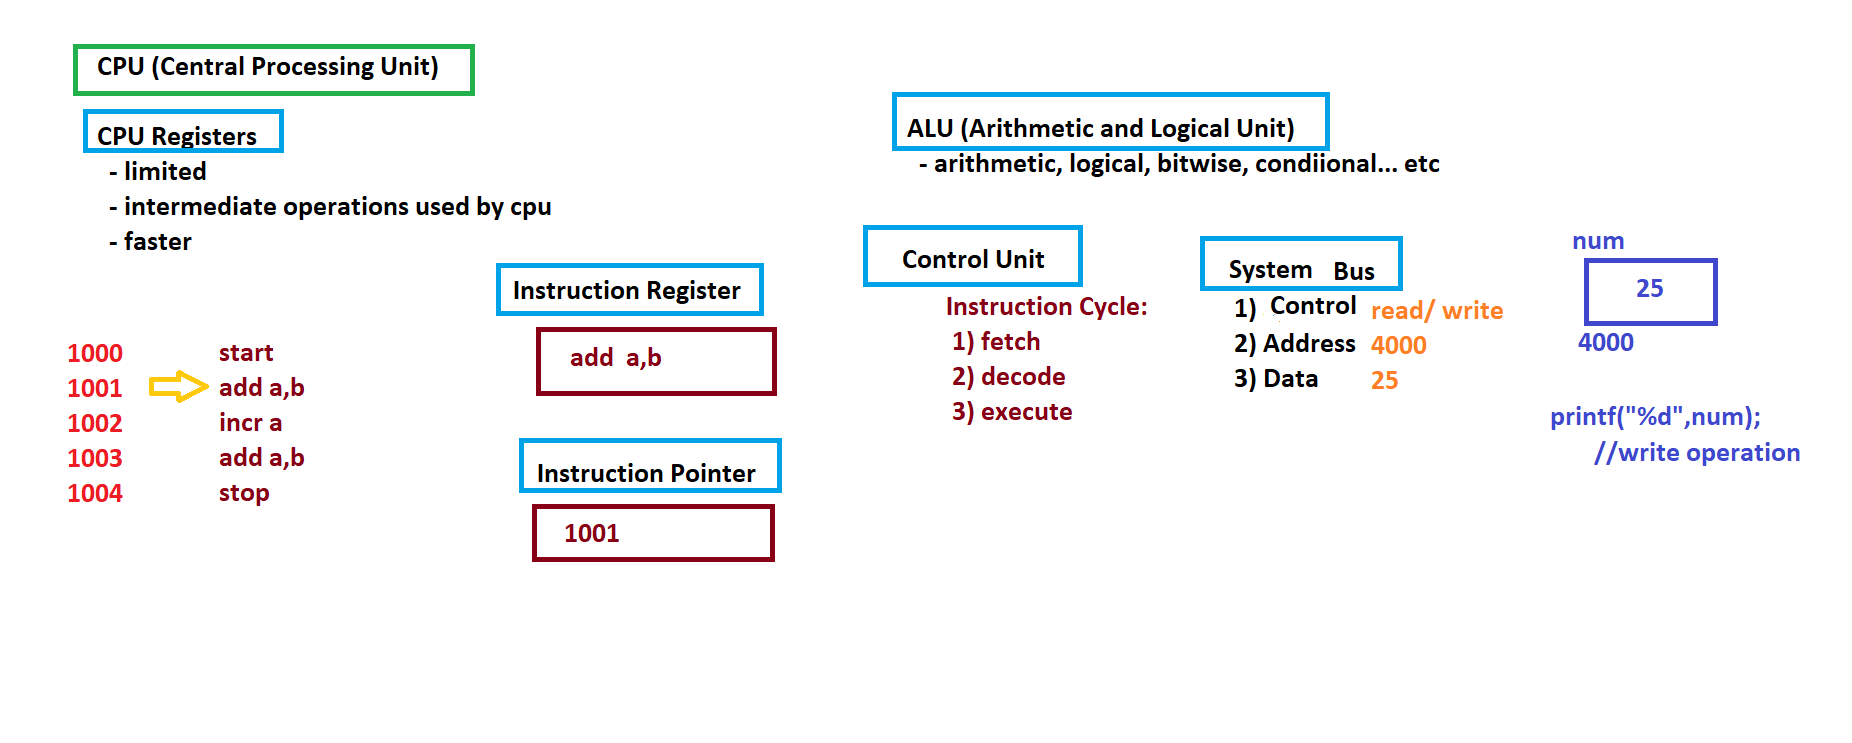 CPU (Central Processing Unit)
CPU Registers
- limited
- intermediate operations used by cpu
- faster
1000 start
1001 add a,b
1002 incr a
1003 add a,b
1004 stop
Instruction Register
add a,b
Instruction Pointer
1001
ALU (Arithmetic and Logical Unit)
- arithmetic, logical, bitwise, condiional... etc
Control Unit
Instruction Cycle:
1) fetch
2) decode
3) execute
System Bus
1) Control read/ write
2) Address 4000
3) Data 25
num
25
4000
printf("%d",num);
//write operation